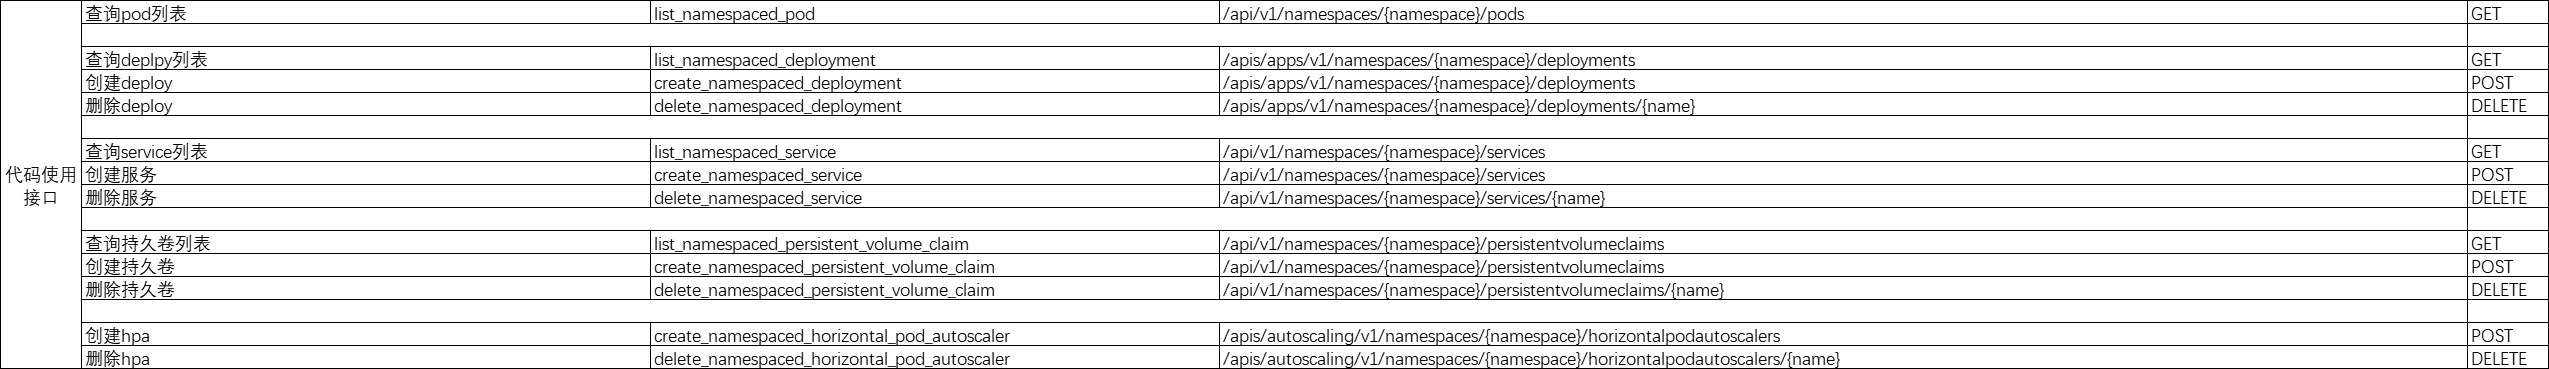 查询pod列表 list_namespaced_pod /api/v1/namespaces/{namespace}/pods GET
查询deplpy列表 list_namespaced_deployment /apis/apps/v1/namespaces/{namespace}/deployments GET
创建deploy create_namespaced_deployment /apis/apps/v1/namespaces/{namespace}/deployments POST
删除deploy delete_namespaced_deployment /apis/apps/v1/namespaces/{namespace}/deployments/{name} DELETE
查询service列表 list_namespaced_service /api/v1/namespaces/{namespace}/services GET
代码使用
接口
创建服务 create_namespaced_service /api/v1/namespaces/{namespace}/services POST
删除服务 delete_namespaced_service /api/v1/namespaces/{namespace}/services/{name} DELETE
查询持久卷列表 list_namespaced_persistent_volume_claim /api/v1/namespaces/{namespace}/persistentvolumeclaims GET
创建持久卷 create_namespaced_persistent_volume_claim /api/v1/namespaces/{namespace}/persistentvolumeclaims POST
删除持久卷 delete_namespaced_persistent_volume_claim /api/v1/namespaces/{namespace}/persistentvolumeclaims/{name} DELETE
创建hpa create_namespaced_horizontal_pod_autoscaler /apis/autoscaling/v1/namespaces/{namespace}/horizontalpodautoscalers POST
删除hpa delete_namespaced_horizontal_pod_autoscaler /apis/autoscaling/v1/namespaces/{namespace}/horizontalpodautoscalers/{name} DELETE